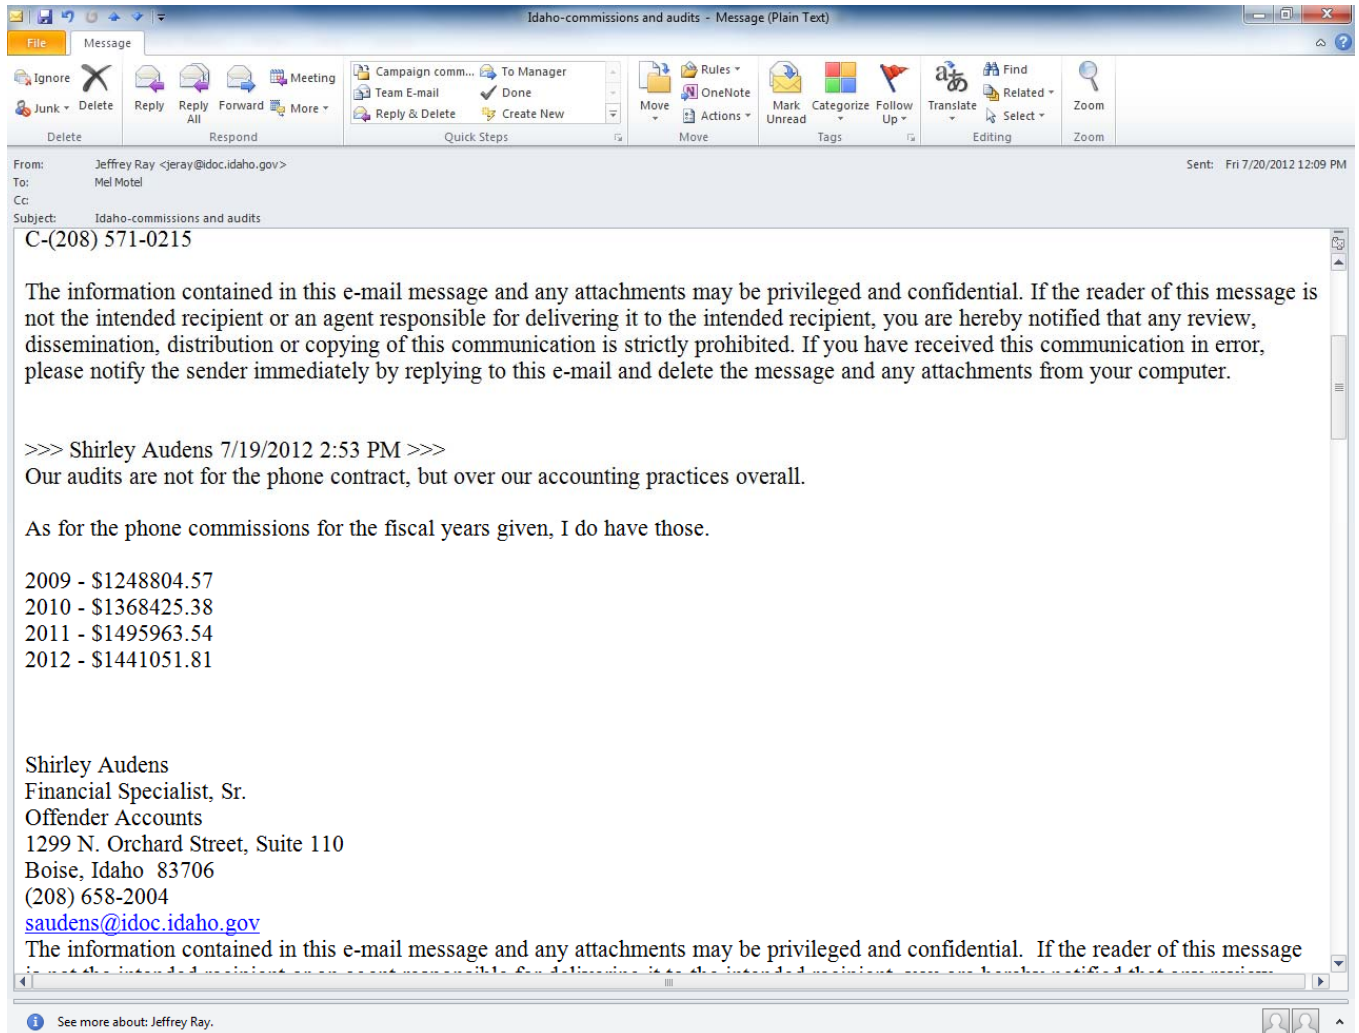 Idaho-commissions and audits - Message (Plain Text)
File Message
Ignore
Junk
Delete
Delete
Reply
Reply All
Forward
Meeting
More
Respond
Campaign comm... To Manager
Team E-mail Done
Reply & Delete Create New
Quick Steps
Move
Rules
OneNote
Actions
Move
Mark Unread
Categorize
Follow Up
Tags
Translate
Find
Related
Select
Editing
Zoom
Zoom
From: Jeffrey Ray <jeray@idoc.idaho.gov> Sent: Fri 7/20/2012 12:09 PM
To: Mel Motel
Cc:
Subject: Idaho-commissions and audits
C-(208) 571-0215
The information contained in this e-mail message and any attachments may be privileged and confidential. If the reader of this message is
not the intended recipient or an agent responsible for delivering it to the intended recipient, you are hereby notified that any review,
dissemination, distribution or copying of this communication is strictly prohibited. If you have received this communication in error,
please notify the sender immediately by replying to this e-mail and delete the message and any attachments from your computer.
>>> Shirley Audens 7/19/2012 2:53 PM >>>
Our audits are not for the phone contract, but over our accounting practices overall.
As for the phone commissions for the fiscal years given, I do have those.
2009 - $1248804.57
2010 - $1368425.38
2011 - $1495963.54
2012 - $1441051.81
Shirley Audens
Financial Specialist, Sr.
Offender Accounts
1299 N. Orchard Street, Suite 110
Boise, Idaho 83706
(208) 658-2004
saudens@idoc.idaho.gov
The information contained in this e-mail message and any attachments may be privileged and confidential. If the reader of this message
See more about: Jeffrey Ray.